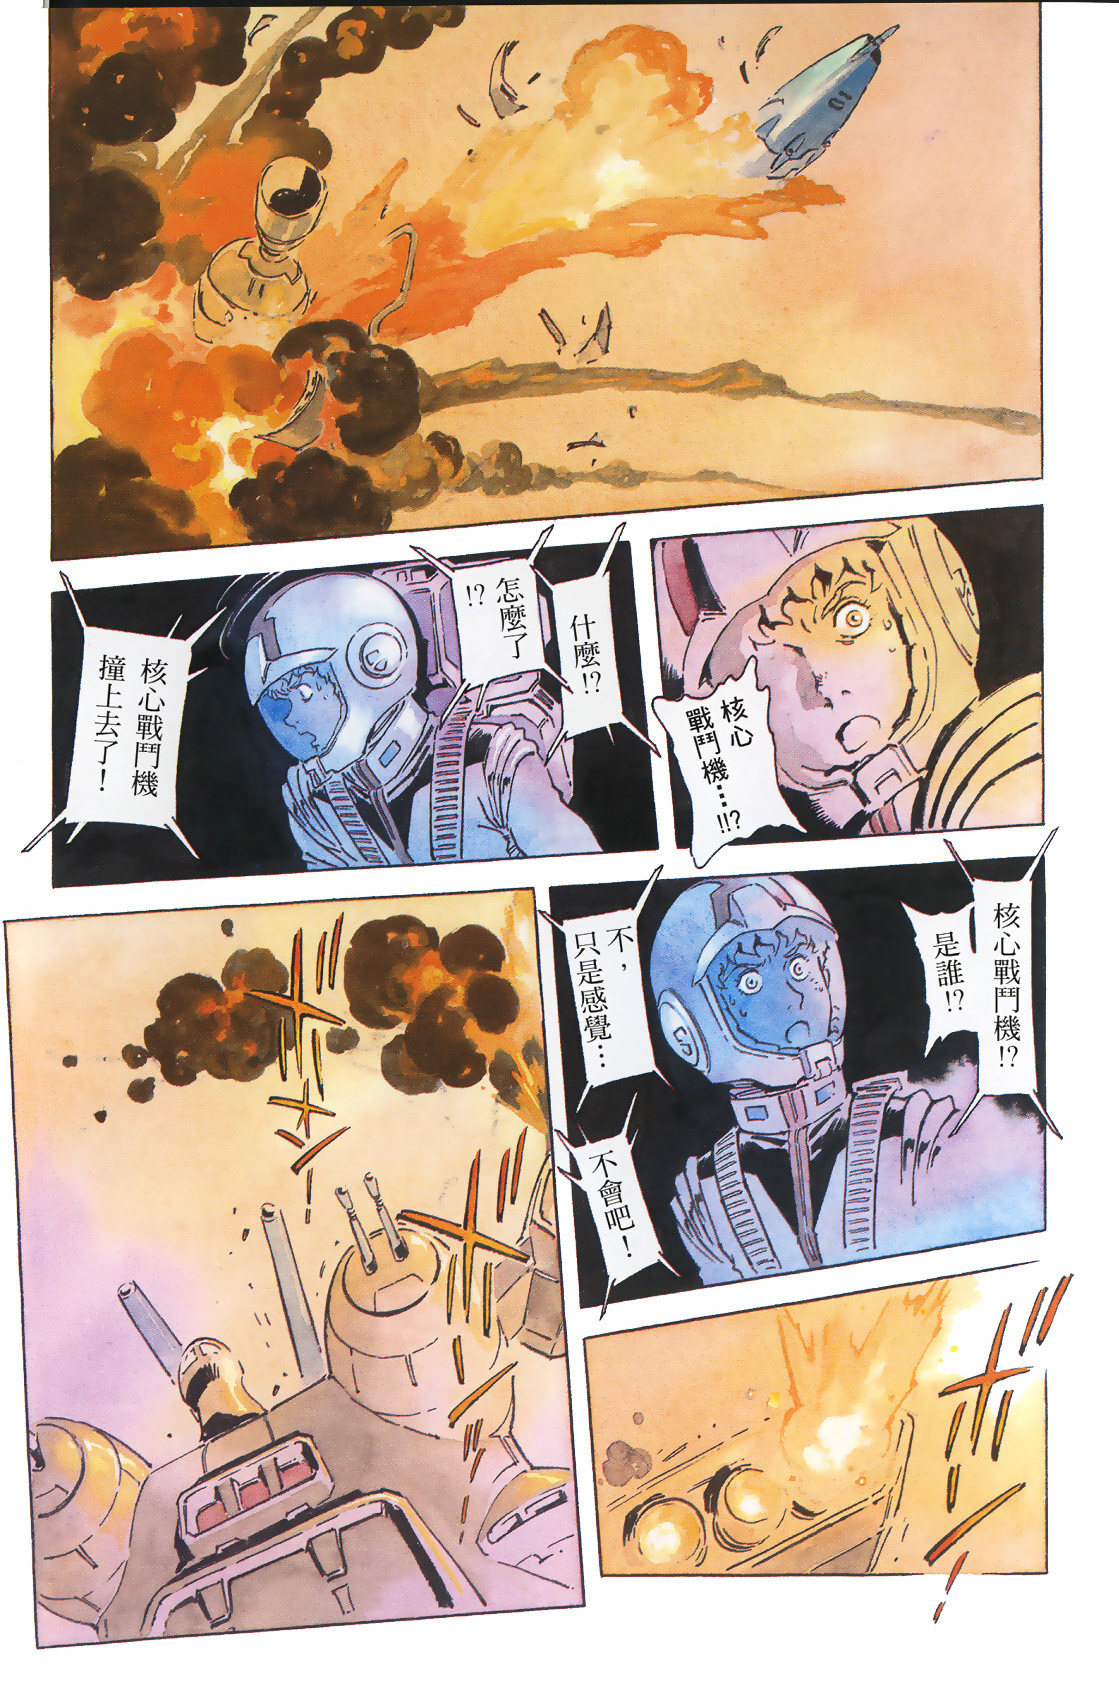 01
核心
戰鬥機…!!?
什麼!?
怎麼了
!?
核心戰鬥機
撞上去了！
核心戰鬥機!?
是誰!?
不，
只是感覺…
不會吧！